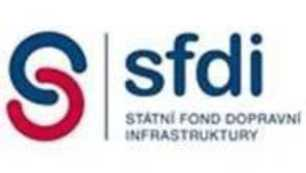 sfdi
STÁTNÍ FOND DOPRAVNÍ
INFRASTRUKTURY